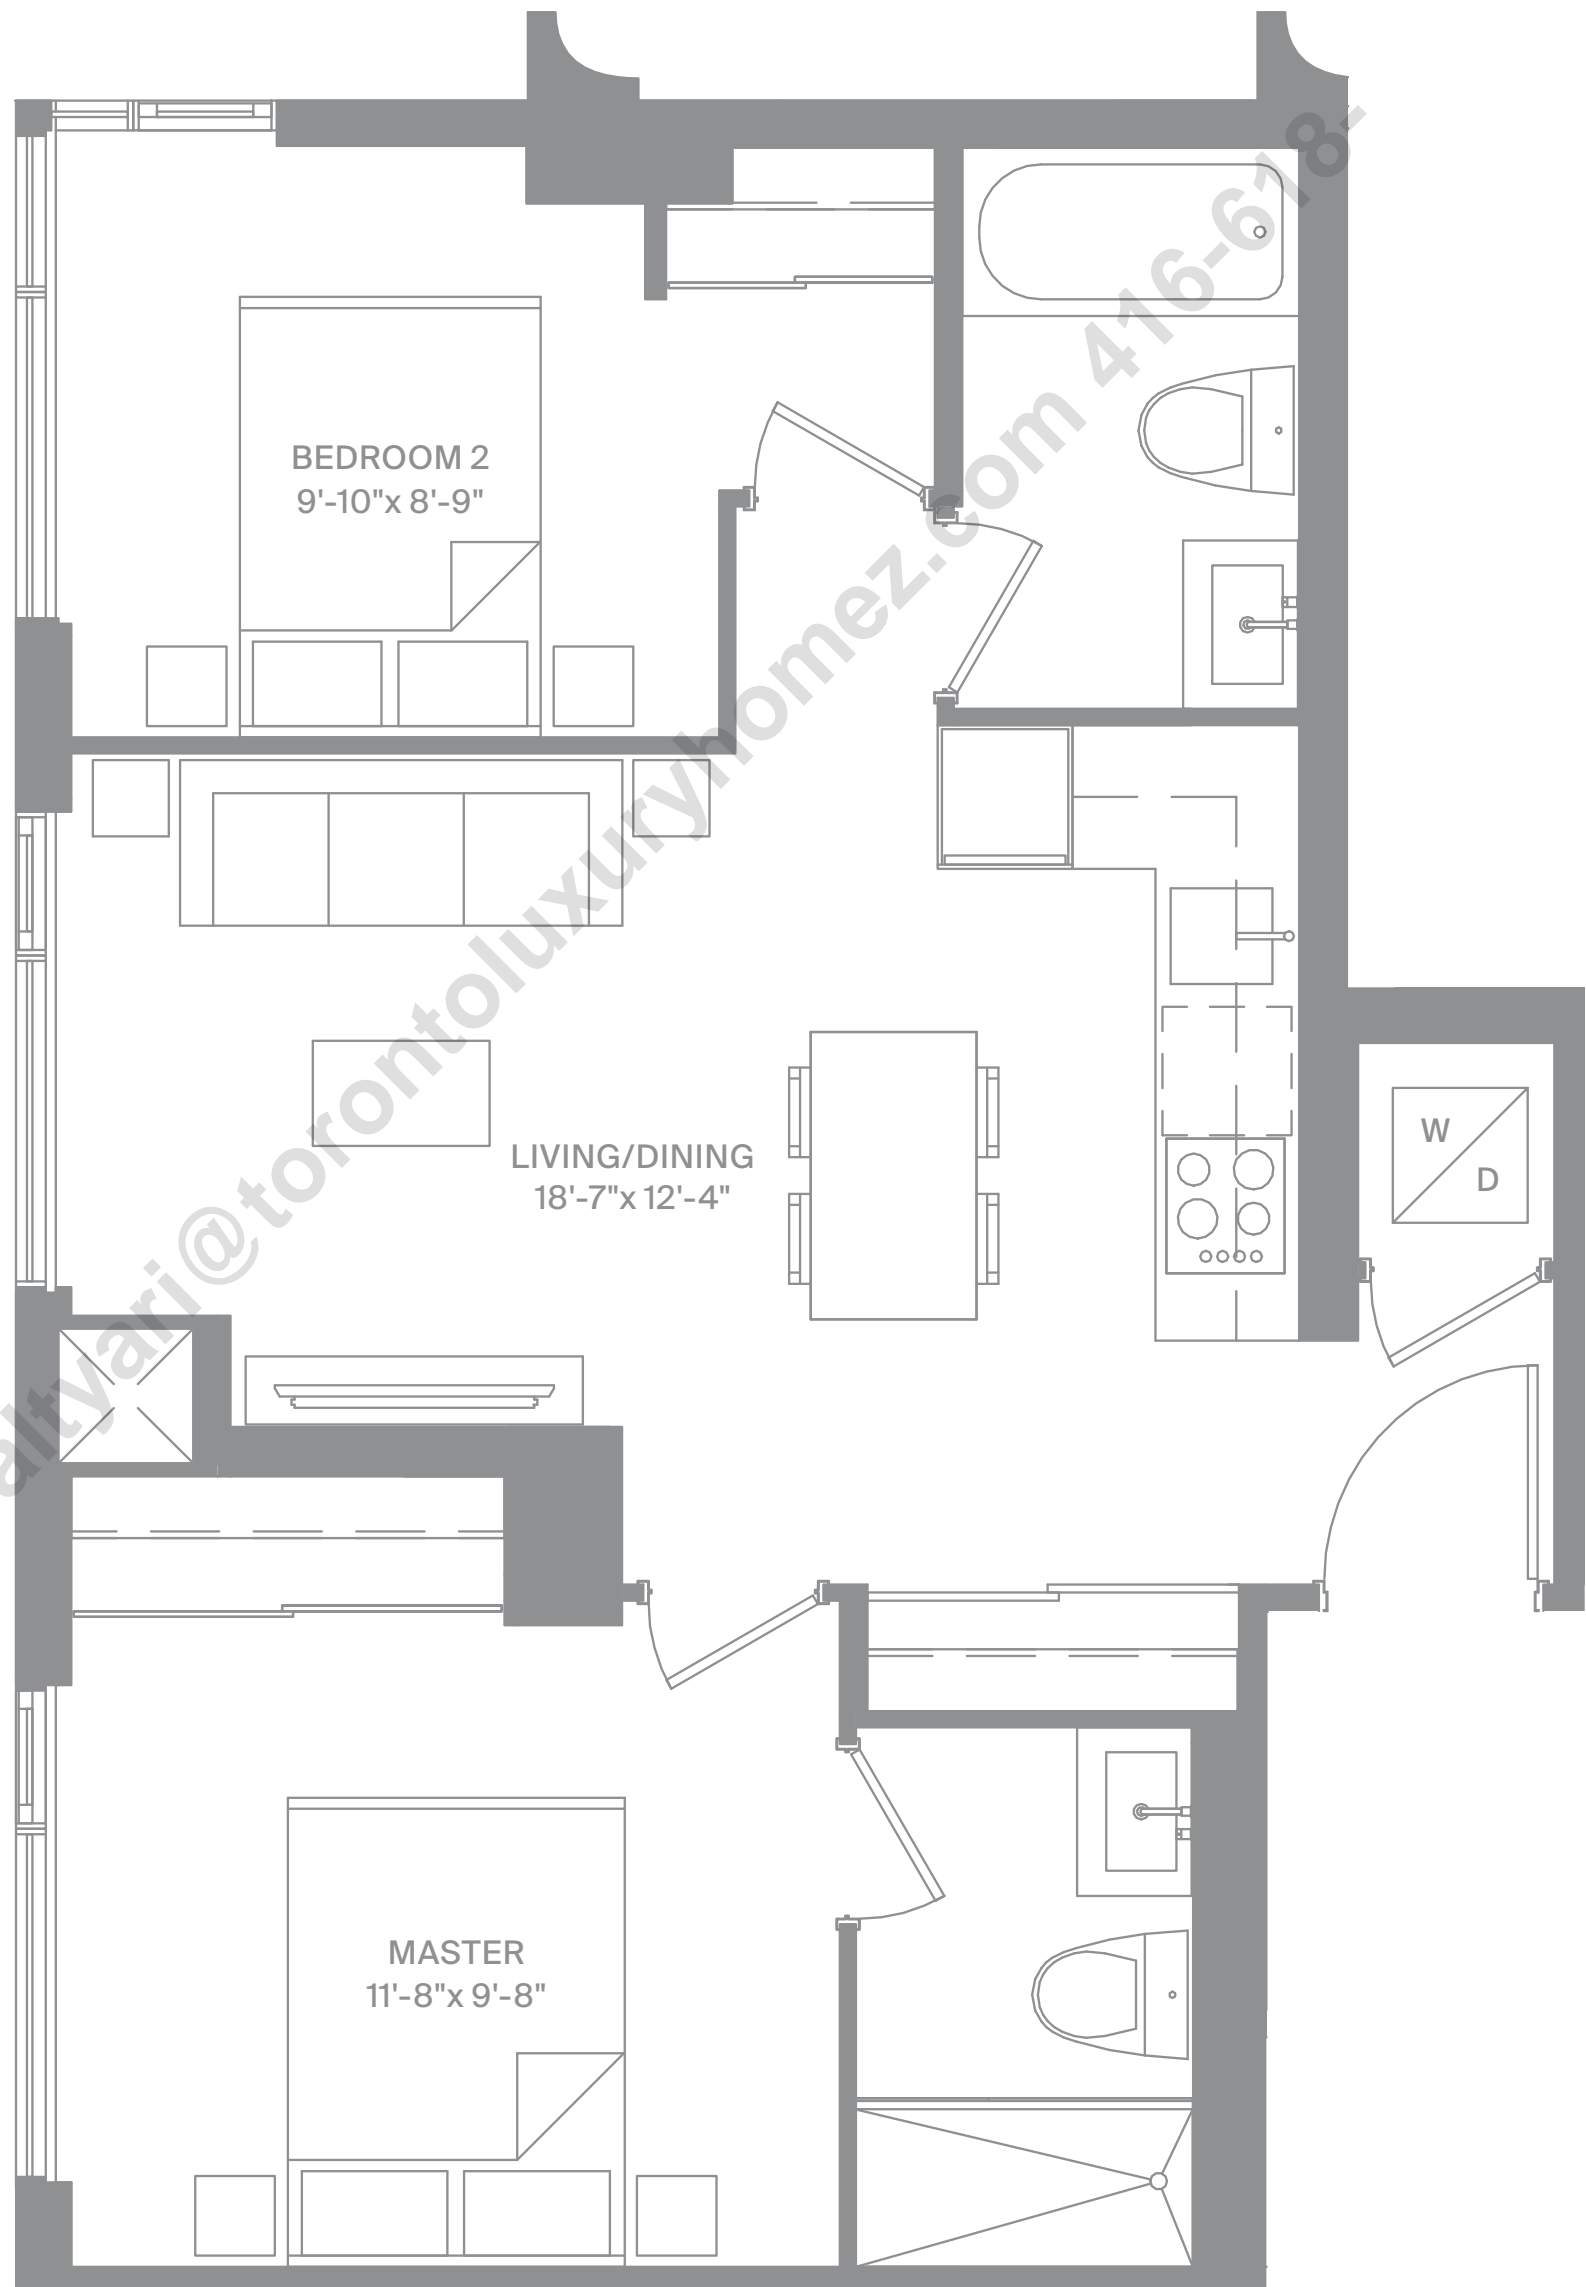 BEDROOM 2
9'-10"x 8'-9"
LIVING/DINING
18'-7"x 12'-4"
W
D
MASTER
11'-8"x 9'-8"
altyari@torontoluxuryhomez.com 416-618-